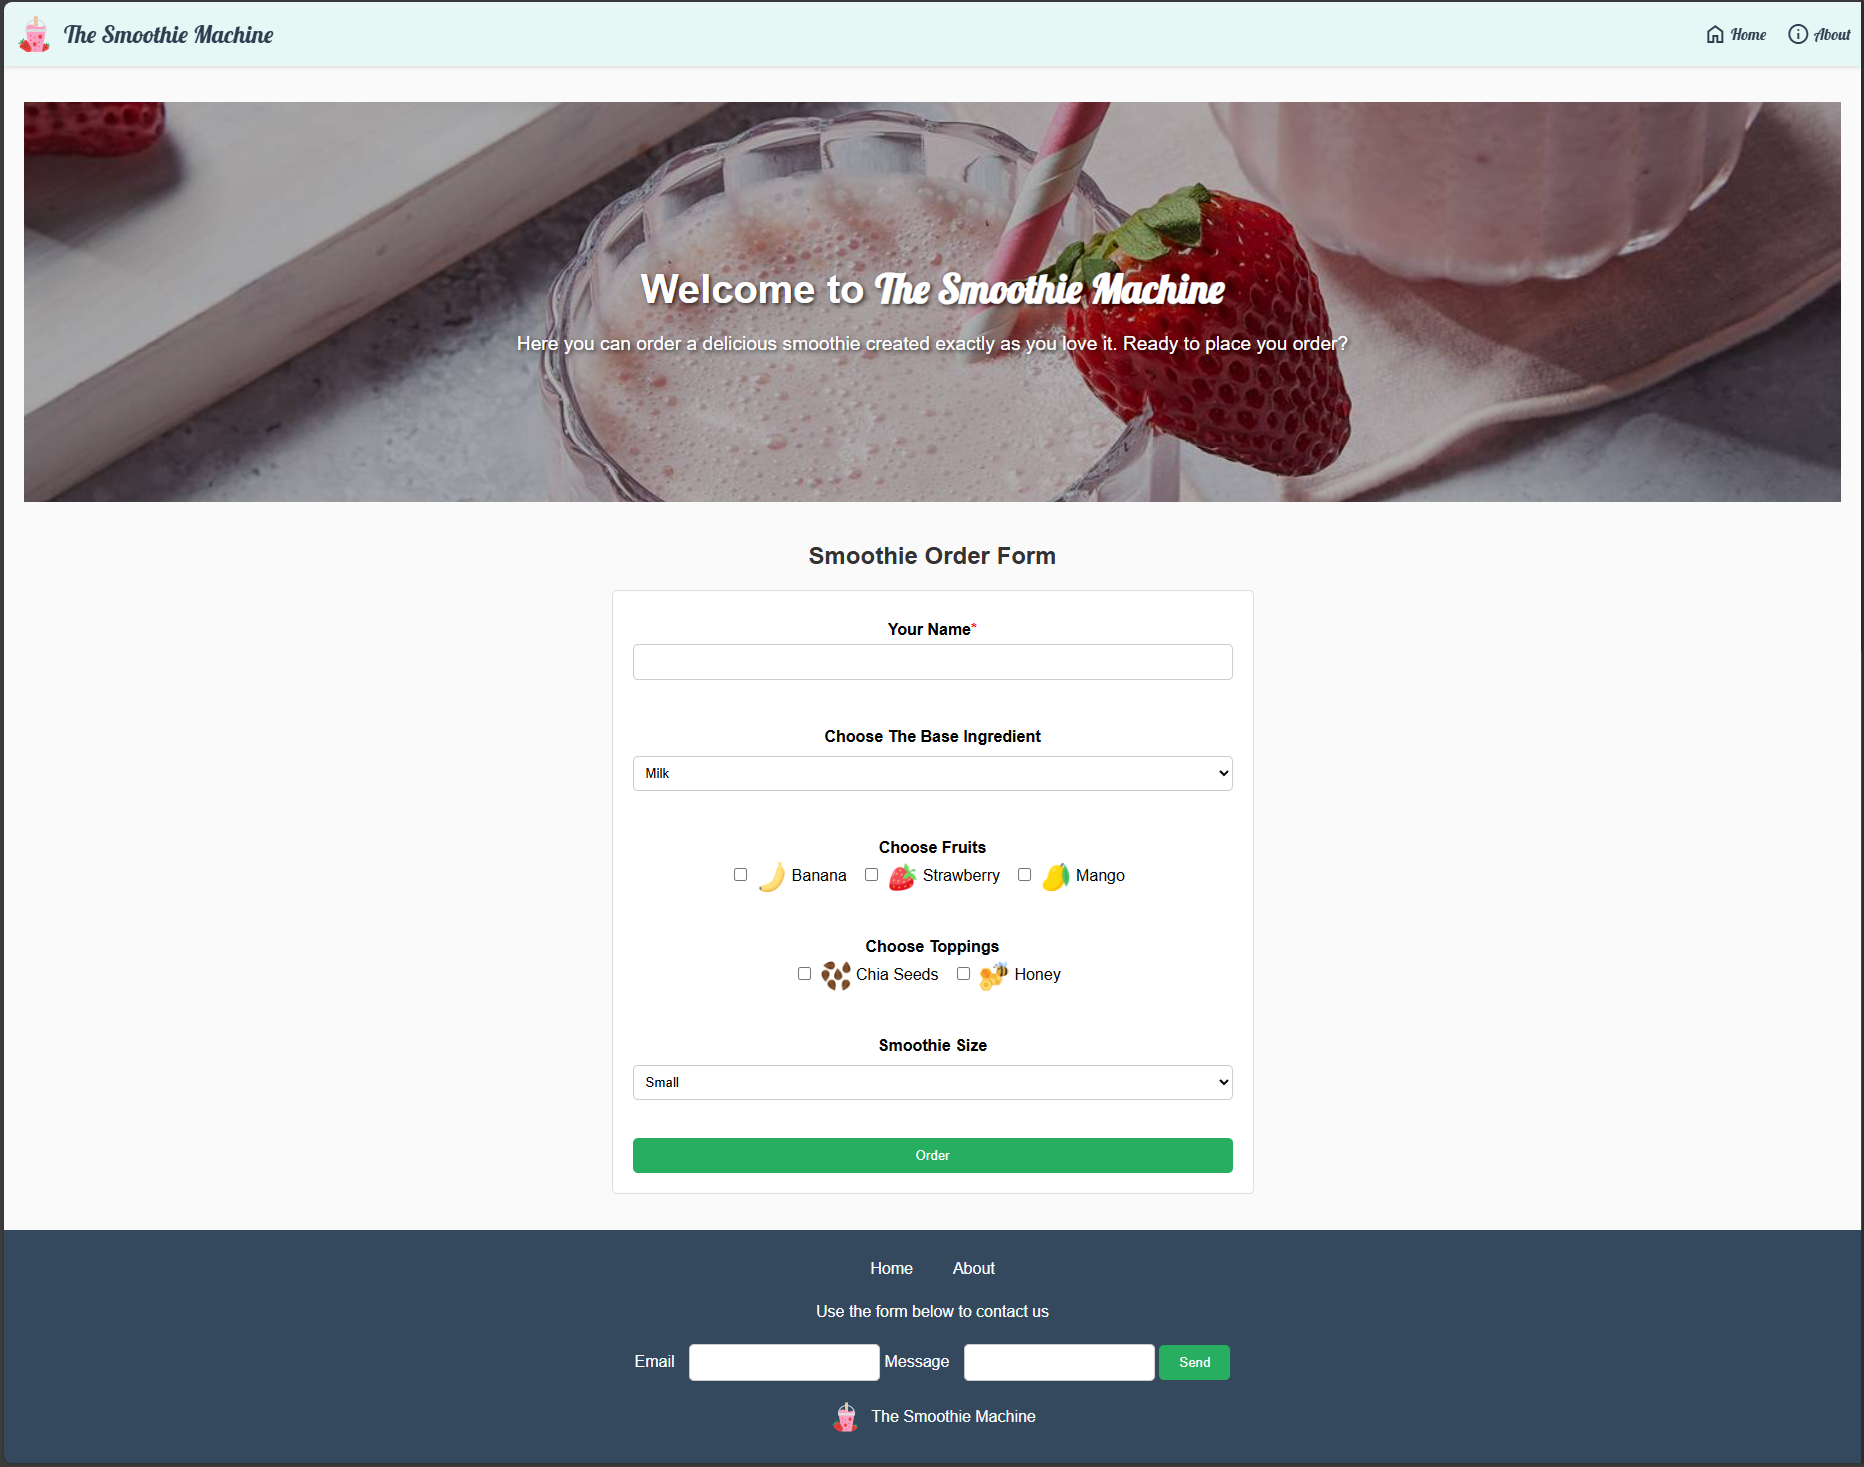 The Smoothie Machine
Home
About
Welcome to The Smoothie Machine
Here you can order a delicious smoothie created exactly as you love it. Ready to place you order?
Smoothie Order Form
Your Name*
Choose The Base Ingredient
Milk
Choose Fruits
Banana Strawberry Mango
Choose Toppings
Chia Seeds Honey
Smoothie Size
Small
Order
Home About
Use the form below to contact us
Email Message Send
The Smoothie Machine